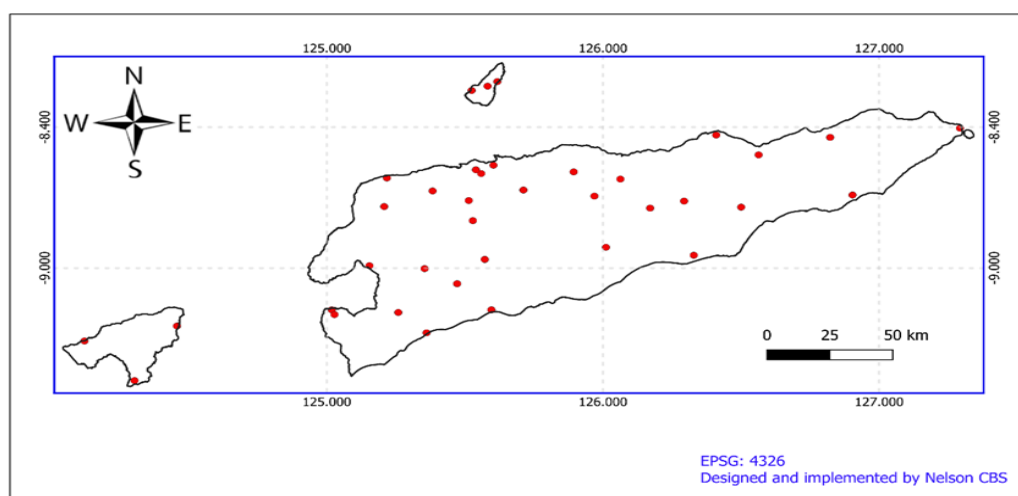 125.000 126.000 127.000
N
W E
S
-8.400 -8.400
-9.000 -9.000
0 25 50 km
125.000 126.000 127.000
EPSG: 4326
Designed and implemented by Nelson CBS